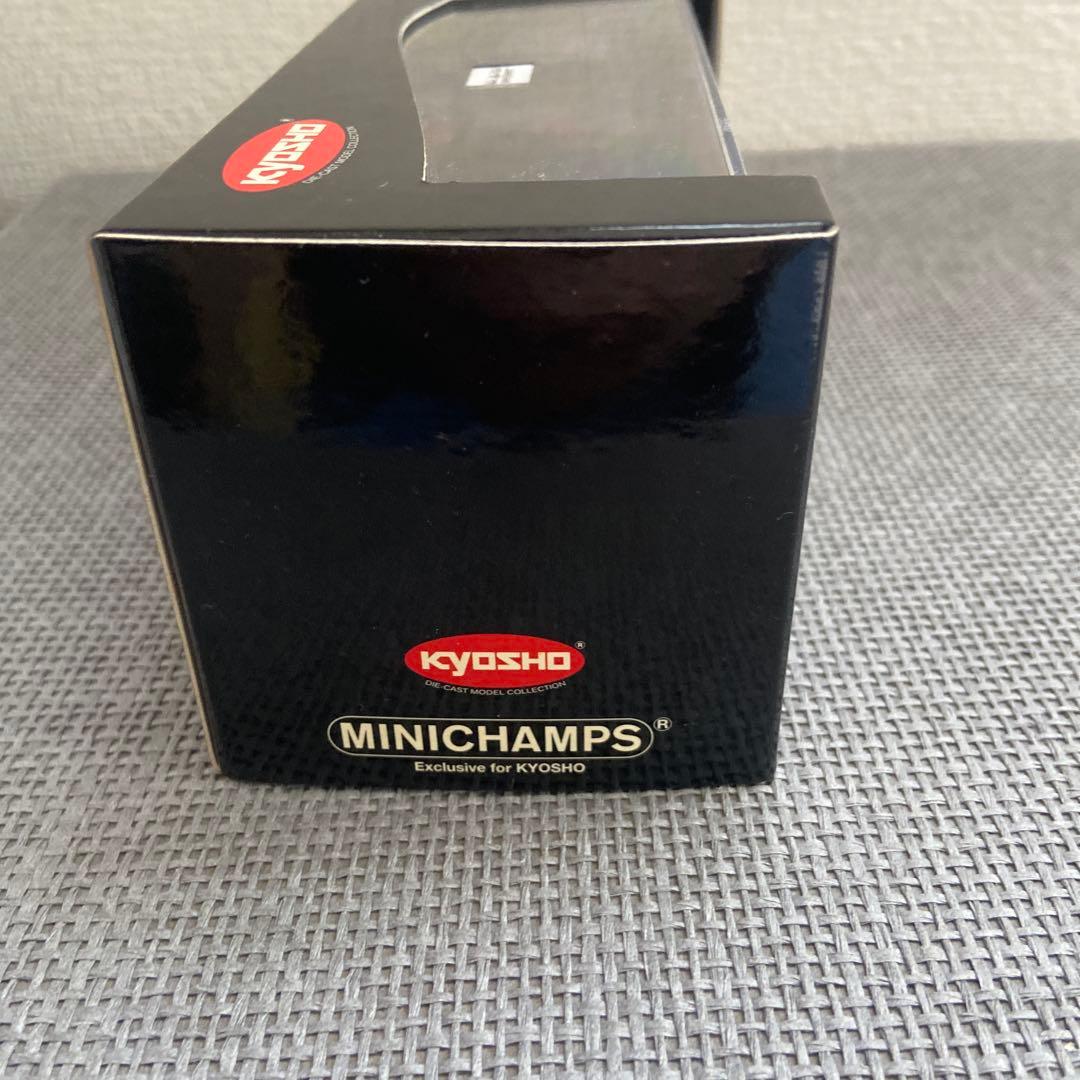 KYOSHO®
DIE-CAST MODEL COLLECTION
KYOSHO®
DIE-CAST MODEL COLLECTION
MINICHAMPS®
Exclusive for KYOSHO